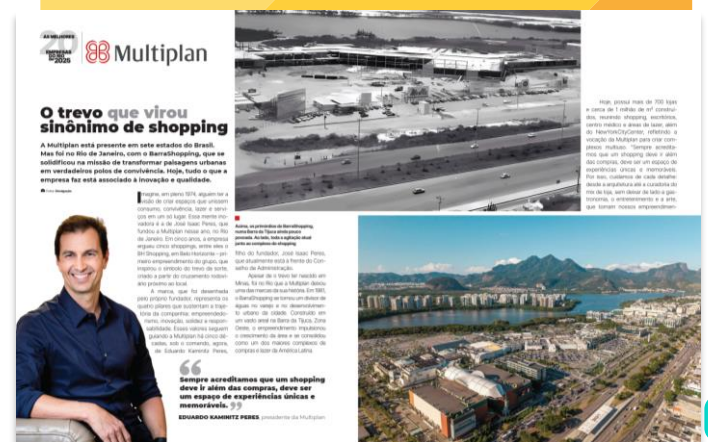 AS MELHORES
20
EMPRESAS
DO RIO
2025
Multiplan
O trevo que virou
sinônimo de shopping
A Multiplan está presente em sete estados do Brasil.
Mas foi no Rio de Janeiro, com o BarraShopping, que se
solidificou na missão de transformar paisagens urbanas
em verdadeiros polos de convivência. Hoje, tudo o que a
empresa faz está associado à inovação e qualidade.
Imagine, em pleno 1974, alguém ter a
visão de criar espaços que unissem
consumo, convivência, lazer e servi-
ços em um só lugar. Essa mente ino-
vadora é a de José Isaac Peres, que
fundou a Multiplan nesse ano, no Rio
de Janeiro. Em cinco anos, a empresa
ergueu cinco shoppings, entre eles o
BH Shopping, em Belo Horizonte – pri-
meiro empreendimento do grupo, que
inspirou o símbolo do trevo da sorte,
criado a partir do cruzamento rodovi-
ário próximo ao local.
A marca, que foi desenhada
pelo próprio fundador, representa os
quatro pilares que sustentam a traje-
tória da companhia: empreendedo-
rismo, inovação, solidez e respon-
sabilidade. Esses valores seguem
guiando a Multiplan há cinco dé-
cadas, sob o comando, agora,
de Eduardo Kaminitz Peres,
Acima, os primórdios do BarraShopping,
numa Barra da Tijuca ainda pouco
povoada. Ao lado, toda a agitação atual
junto ao complexo do shopping
filho do fundador, José Isaac Peres,
que atualmente está à frente do Con-
selho de Administração.
Apesar de o trevo ter nascido em
Minas, foi no Rio que a Multiplan deixou
uma das marcas da sua história. Em 1981,
o BarraShopping se tornou um divisor de
águas no varejo e no desenvolvimen-
to urbano da cidade. Construído em
um vasto areal na Barra da Tijuca, Zona
Oeste, o empreendimento impulsionou
o crescimento da área e se consolidou
como um dos maiores complexos de
compras e lazer da América Latina.
Sempre acreditamos que um shopping
deve ir além das compras, deve ser
um espaço de experiências únicas e
memoráveis.
EDUARDO KAMINITZ PERES, presidente da Multiplan
Hoje, possui mais de 700 lojas
e cerca de 1 milhão de m² construí-
dos, reunindo shopping, escritórios,
centro médico e áreas de lazer, além
do NewYorkCityCenter, refletindo a
vocação da Multiplan para criar com-
plexos multiuso. "Sempre acredita-
mos que um shopping deve ir além
das compras, deve ser um espaço de
experiências únicas e memoráveis.
Por isso, cuidamos de cada detalhe:
desde a arquitetura até a curadoria do
mix de loja, sem deixar de lado a gas-
tronomia, o entretenimento e a arte,
que tornam nossos empreendimen-